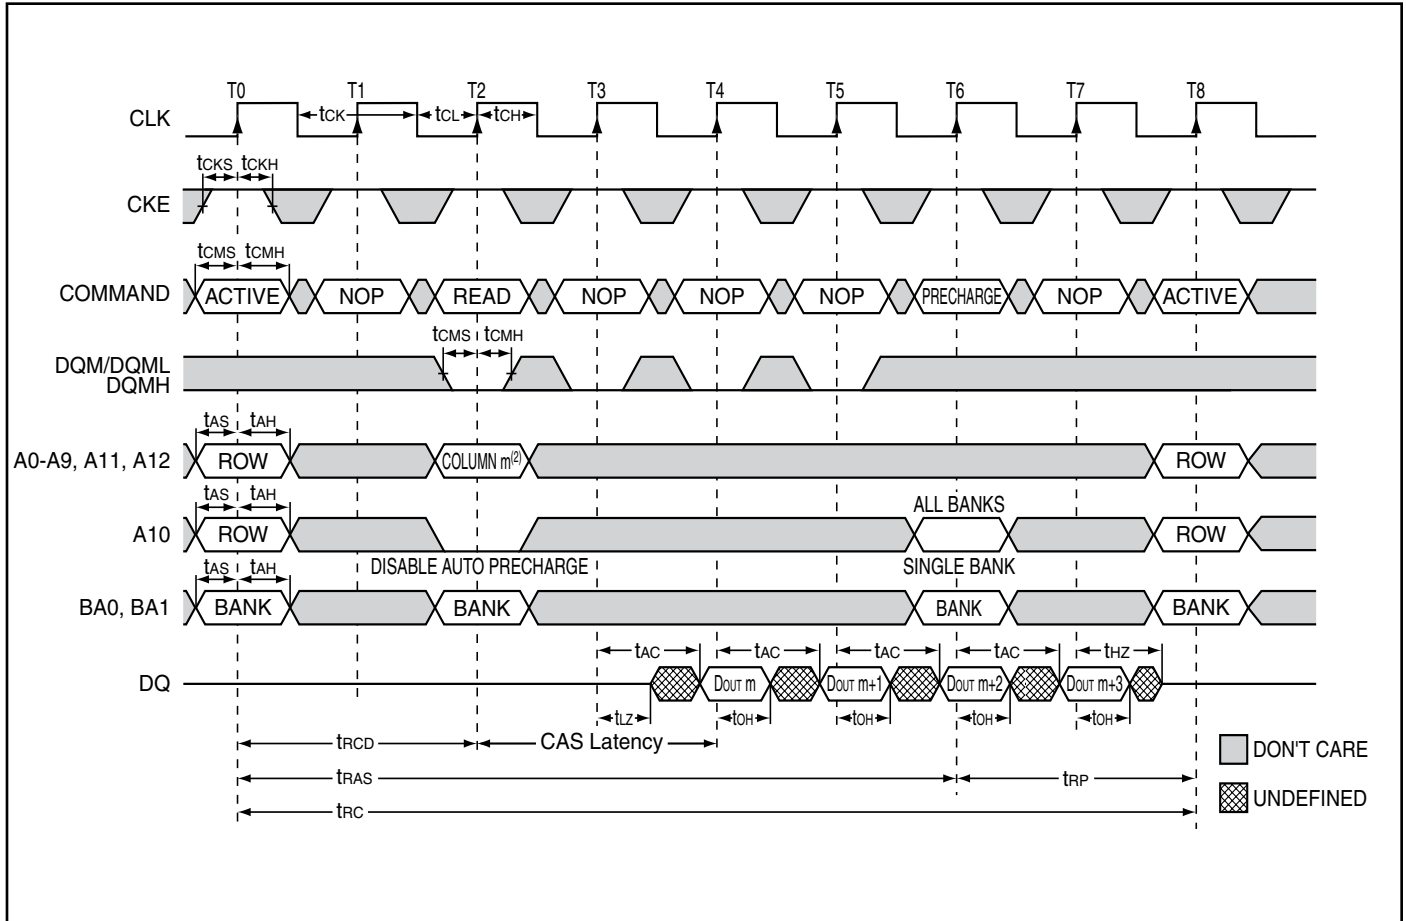 T0 T1 T2 T3 T4 T5 T6 T7 T8
CLK tCK tCL tCH
tCKS tCKH
CKE
tCMS tCMH
COMMAND ACTIVE NOP READ NOP NOP NOP PRECHARGE NOP ACTIVE
tCMS tCMH
DQM/DQML
DQMH
tAS tAH
A0-A9, A11, A12 ROW COLUMN m(2) ROW
tAS tAH ALL BANKS
A10 ROW ROW
DISABLE AUTO PRECHARGE SINGLE BANK
tAS tAH
BA0, BA1 BANK BANK BANK BANK
tAC tAC tAC tAC tHZ
DQ DOUT m DOUT m+1 DOUT m+2 DOUT m+3
tLZ tOH tOH tOH tOH
tRCD CAS Latency
DON'T CARE
tRAS tRP
UNDEFINED
tRC